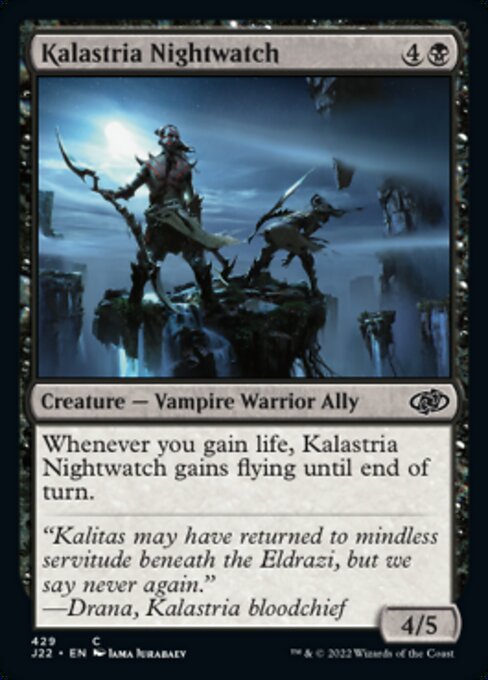 Kalastria Nightwatch 4
Creature — Vampire Warrior Ally
Whenever you gain life, Kalastria
Nightwatch gains flying until end of
turn.
“Kalitas may have returned to mindless
servitude beneath the Eldrazi, but we
say never again.”
—Drana, Kalastria bloodchief
4/5
429 C
J22 • EN Jama Jurabaev
™ & © 2022 Wizards of the Coast